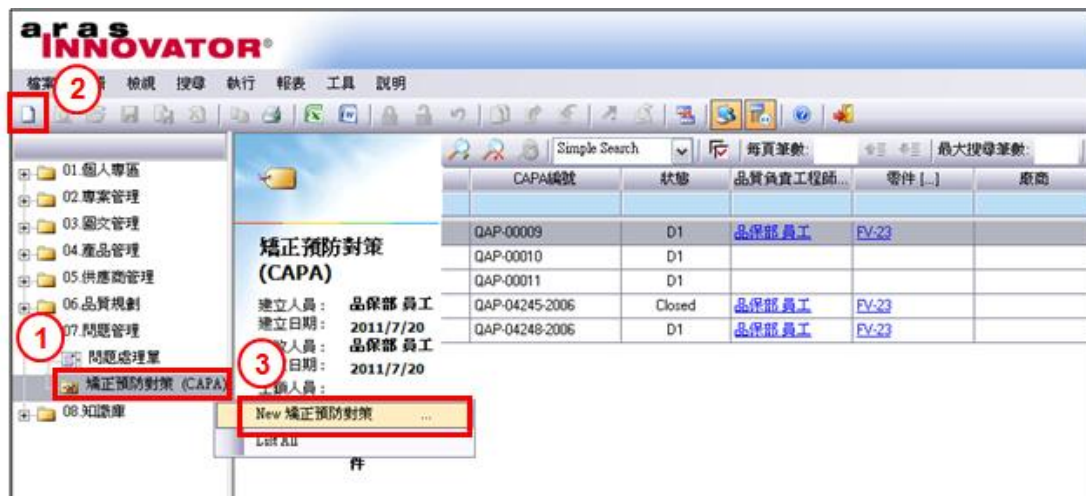 aras
INNOVATOR®
檔案 檢視 搜尋 執行 報表 工具 說明
2
Simple Search 每頁筆數: 最大搜尋筆數:
01.個人專區
02.專案管理
03.圖文管理
04.產品管理
05.供應商管理
06.品質規劃
07.問題管理
問題處理單
矯正預防對策 (CAPA)
08.知識庫
1
矯正預防對策
(CAPA)
建立人員: 品保部 員工
建立日期: 2011/7/20
人員: 品保部 員工
日期: 2011/7/20
人員:
3
New 矯正預防對策 ...
List All
件
CAPA編號 狀態 品質負責工程師... 零件 [...] 廠商
QAP-00009 D1 品保部 員工 FV-23
QAP-00010 D1
QAP-00011 D1
QAP-04245-2006 Closed 品保部 員工 FV-23
QAP-04248-2006 D1 品保部 員工 FV-23